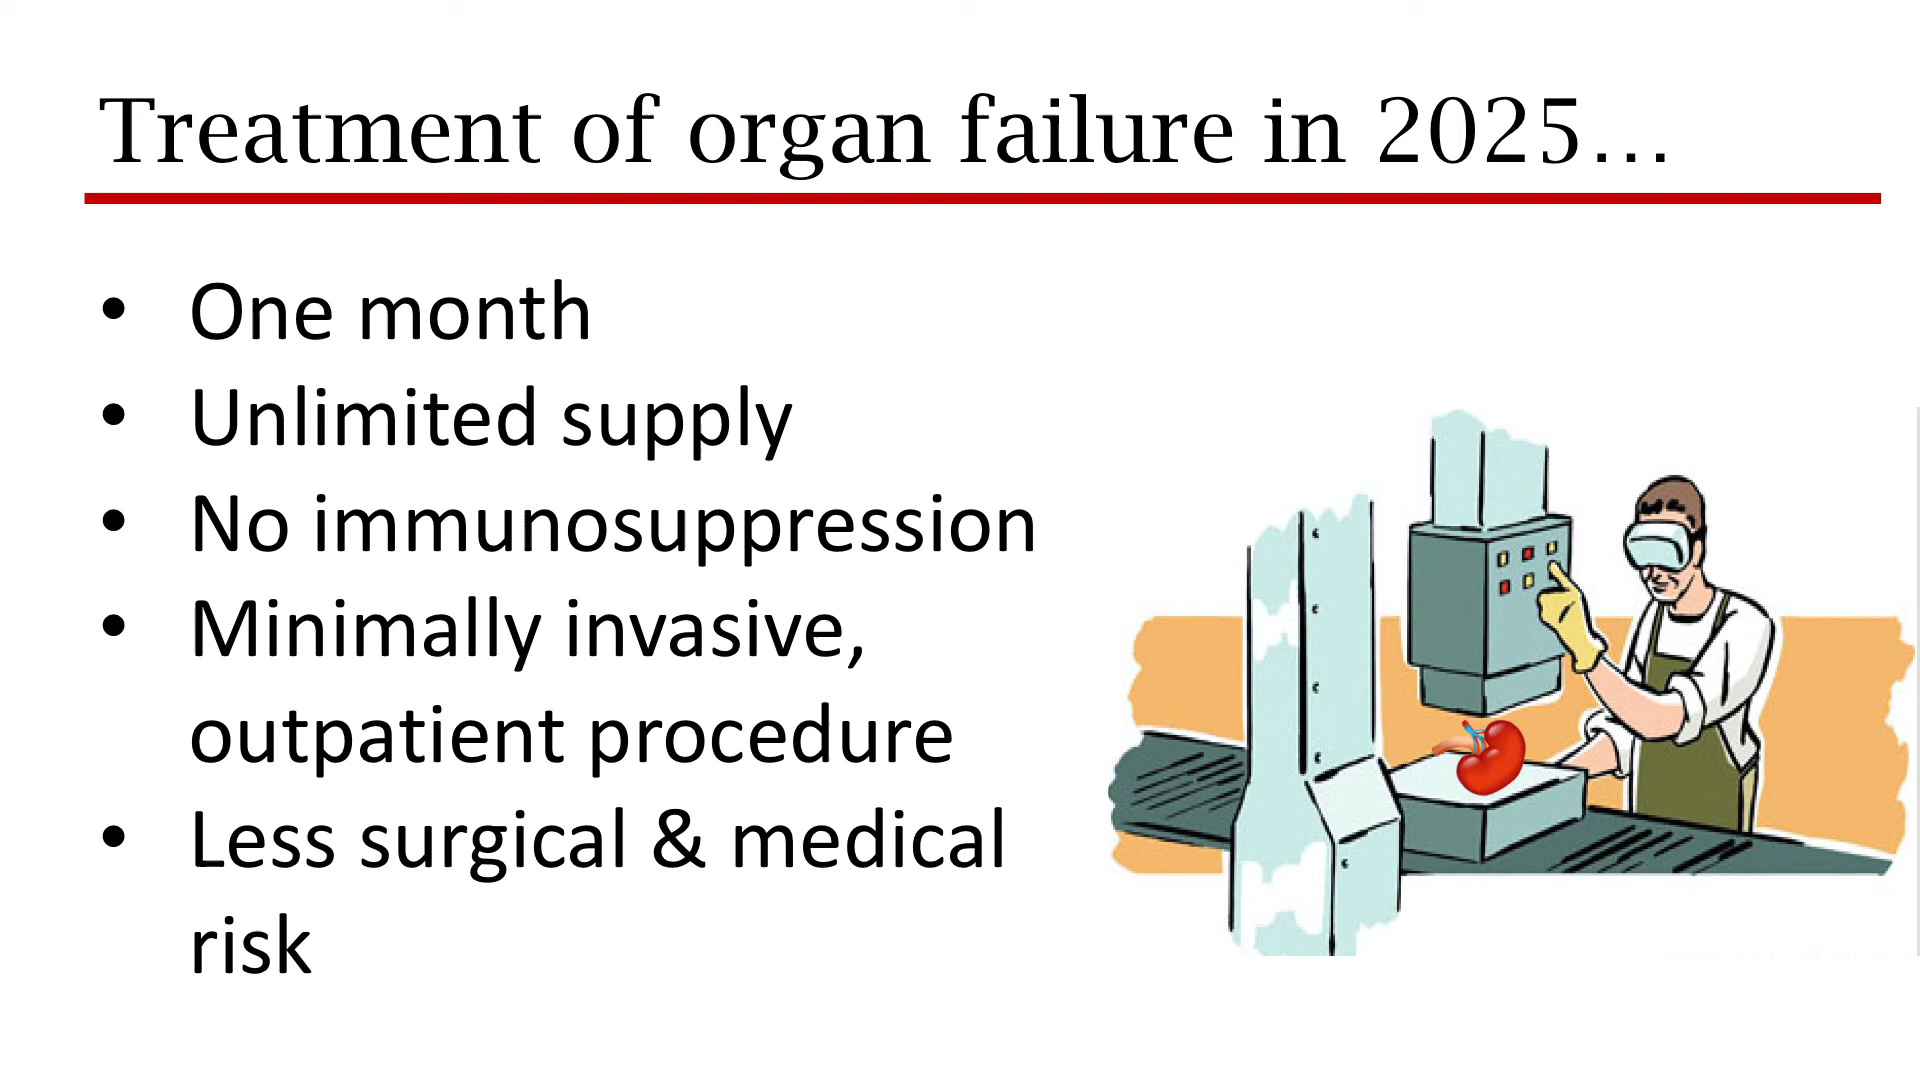 Treatment of organ failure in 2025…
• One month
• Unlimited supply
• No immunosuppression
• Minimally invasive,
outpatient procedure
• Less surgical & medical
risk